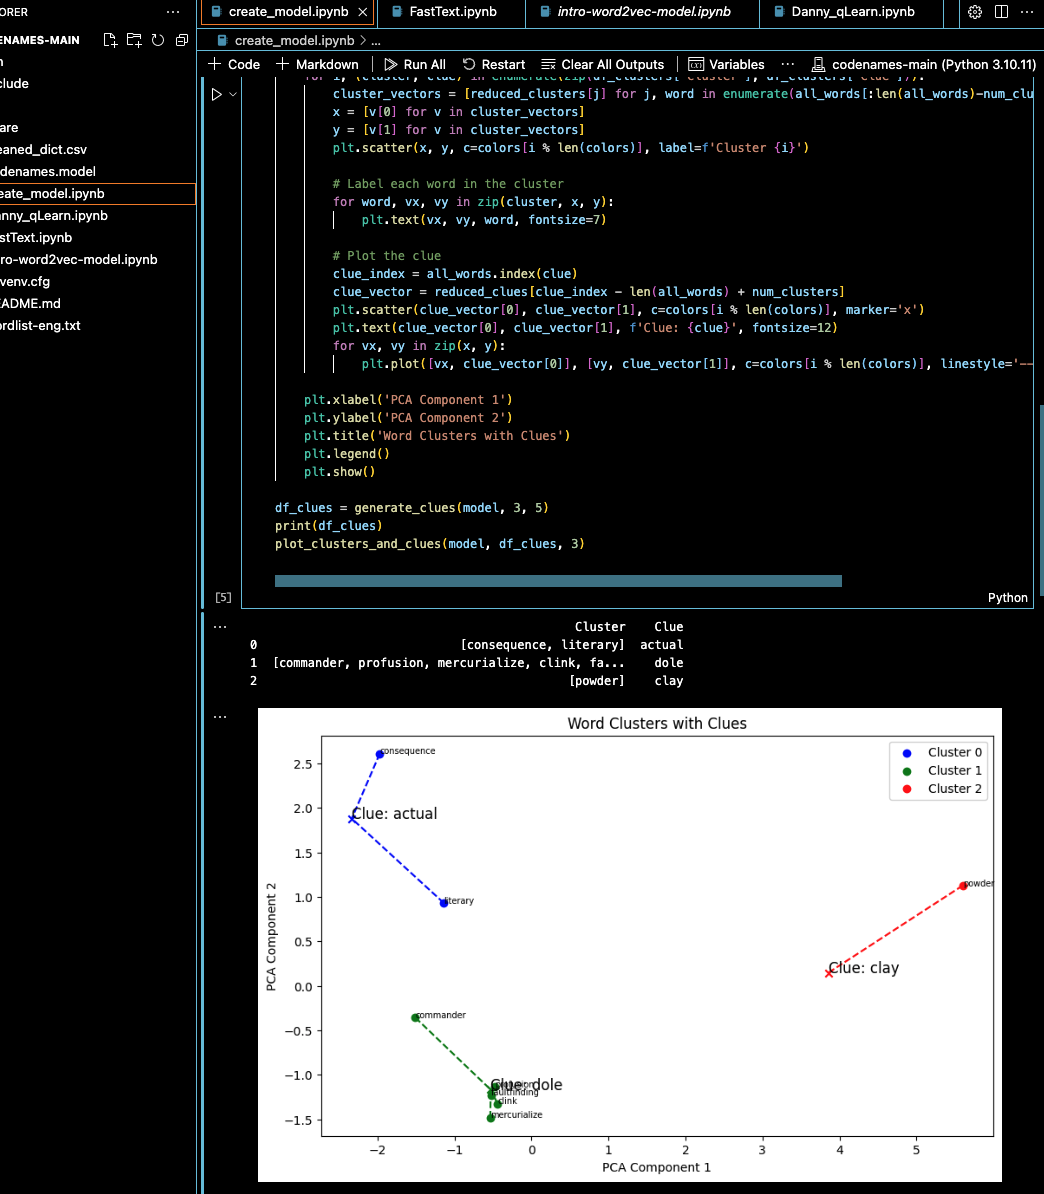 ORER
create_model.ipynb
FastText.ipynb
intro-word2vec-model.ipynb
Danny_qLearn.ipynb
ENAMES-MAIN
create_model.ipynb > ...
+ Code + Markdown Run All Restart Clear All Outputs Variables ... codenames-main (Python 3.10.11)
n
clude
are
eaned_dict.csv
denames.model
eate_model.ipynb
anny_qLearn.ipynb
stText.ipynb
ro-word2vec-model.ipynb
venv.cfg
EADME.md
ordlist-eng.txt
for i, (cluster, clue) in enumerate(zip(df_clusters['Cluster'], df_clusters['Clue'])):
cluster_vectors = [reduced_clusters[j] for j, word in enumerate(all_words[:len(all_words)-num_clu
x = [v[0] for v in cluster_vectors]
y = [v[1] for v in cluster_vectors]
plt.scatter(x, y, c=colors[i % len(colors)], label=f'Cluster {i}')
# Label each word in the cluster
for word, vx, vy in zip(cluster, x, y):
plt.text(vx, vy, word, fontsize=7)
# Plot the clue
clue_index = all_words.index(clue)
clue_vector = reduced_clues[clue_index - len(all_words) + num_clusters]
plt.scatter(clue_vector[0], clue_vector[1], c=colors[i % len(colors)], marker='x')
plt.text(clue_vector[0], clue_vector[1], f'Clue: {clue}', fontsize=12)
for vx, vy in zip(x, y):
plt.plot([vx, clue_vector[0]], [vy, clue_vector[1]], c=colors[i % len(colors)], linestyle='--
plt.xlabel('PCA Component 1')
plt.ylabel('PCA Component 2')
plt.title('Word Clusters with Clues')
plt.legend()
plt.show()
df_clues = generate_clues(model, 3, 5)
print(df_clues)
plot_clusters_and_clues(model, df_clues, 3)
[5]
Python
Cluster Clue
0 [consequence, literary] actual
1 [commander, profusion, mercurialize, clink, fa... dole
2 [powder] clay
Word Clusters with Clues
Cluster 0
Cluster 1
Cluster 2
consequence
Clue: actual
literary
powder
Clue: clay
commander
Clue: dole
faultfinding
clink
mercurialize
2.5
2.0
1.5
1.0
0.5
0.0
−0.5
−1.0
−1.5
PCA Component 2
−2 −1 0 1 2 3 4 5
PCA Component 1